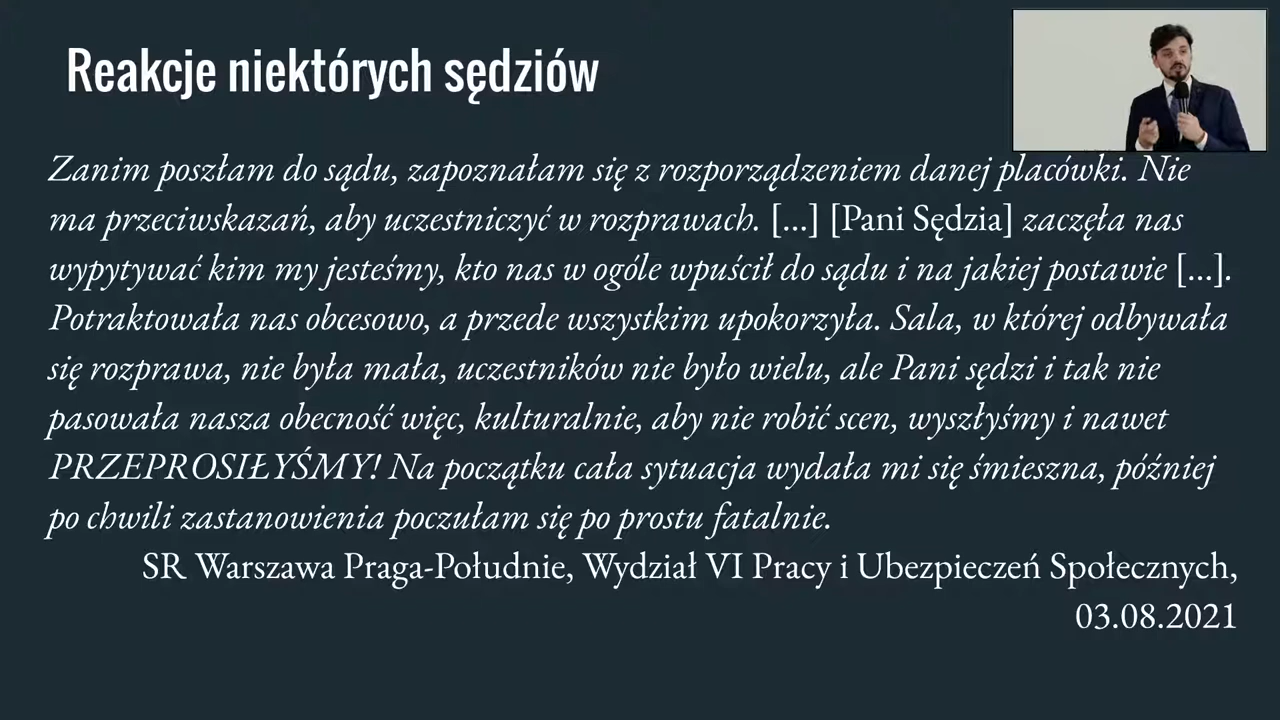 Reakcje niektórych sędziów
Zanim poszłam do sądu, zapoznałam się z rozporządzeniem danej placówki. Nie
ma przeciwskazań, aby uczestniczyć w rozprawach. [...] [Pani Sędzia] zaczęła nas
wypytywać kim my jesteśmy, kto nas w ogóle wpuścił do sądu i na jakiej postawie [...].
Potraktowała nas obcesowo, a przede wszystkim upokorzyła. Sala, w której odbywała
się rozprawa, nie była mała, uczestników nie było wielu, ale Pani sędzi i tak nie
pasowała nasza obecność więc, kulturalnie, aby nie robić scen, wyszłyśmy i nawet
PRZEPROSIŁYŚMY! Na początku cała sytuacja wydała mi się śmieszna, później
po chwili zastanowienia poczułam się po prostu fatalnie.
SR Warszawa Praga-Południe, Wydział VI Pracy i Ubezpieczeń Społecznych,
03.08.2021